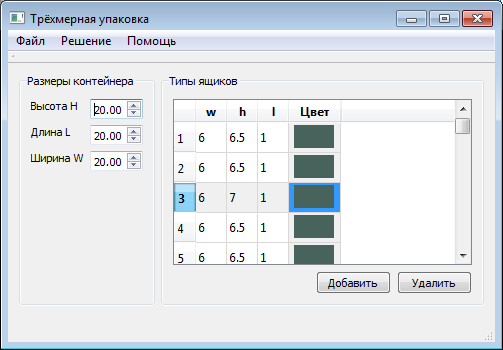 Трёхмерная упаковка
Файл Решение Помощь
Размеры контейнера
Высота H 20.00
Длина L 20.00
Ширина W 20.00
Типы ящиков
w h l Цвет
1 6 6.5 1
2 6 6.5 1
3 6 7 1
4 6 6.5 1
5 6 6.5 1
Добавить Удалить